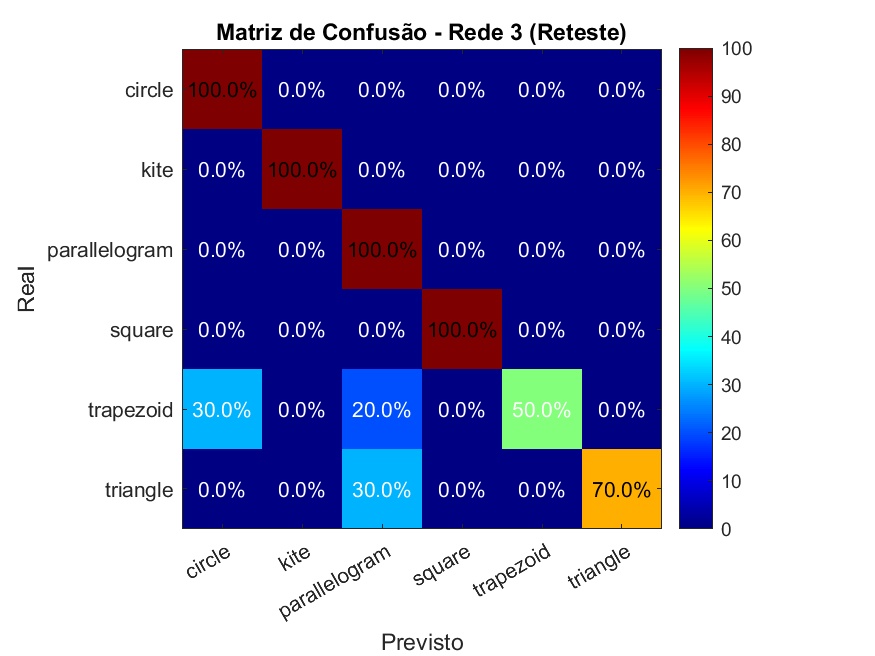 Matriz de Confusão - Rede 3 (Reteste)
circle 100.0% 0.0% 0.0% 0.0% 0.0% 0.0%
kite 0.0% 100.0% 0.0% 0.0% 0.0% 0.0%
parallelogram 0.0% 0.0% 100.0% 0.0% 0.0% 0.0%
square 0.0% 0.0% 0.0% 100.0% 0.0% 0.0%
trapezoid 30.0% 0.0% 20.0% 0.0% 50.0% 0.0%
triangle 0.0% 0.0% 30.0% 0.0% 0.0% 70.0%
Real
circle kite parallelogram square trapezoid triangle
Previsto
100
90
80
70
60
50
40
30
20
10
0